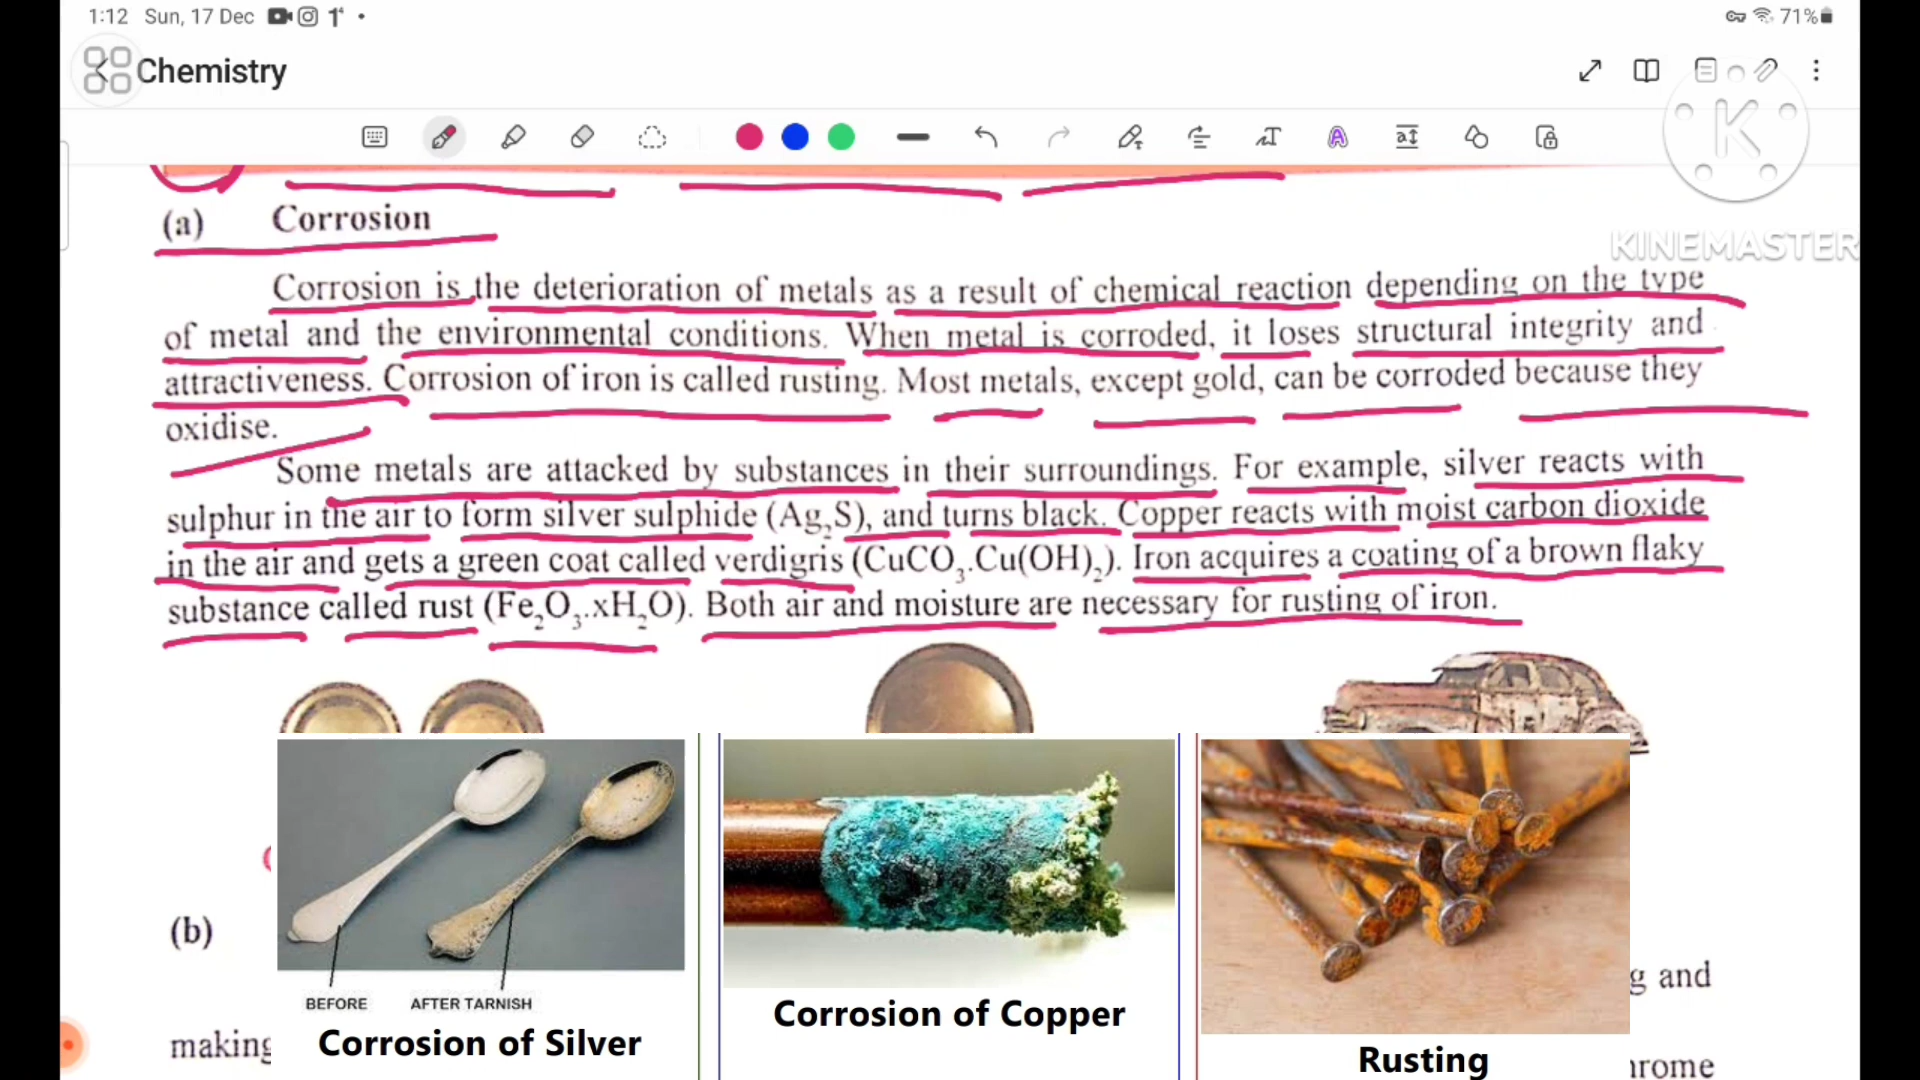 1:12 Sun, 17 Dec
71%
Chemistry
K
KINEMASTER
(a) Corrosion
Corrosion is the deterioration of metals as a result of chemical reaction depending on the type
of metal and the environmental conditions. When metal is corroded, it loses structural integrity and
attractiveness. Corrosion of iron is called rusting. Most metals, except gold, can be corroded because they
oxidise.
Some metals are attacked by substances in their surroundings. For example, silver reacts with
sulphur in the air to form silver sulphide (Ag₂S), and turns black. Copper reacts with moist carbon dioxide
in the air and gets a green coat called verdigris (CuCO₃.Cu(OH)₂). Iron acquires a coating of a brown flaky
substance called rust (Fe₂O₃.xH₂O). Both air and moisture are necessary for rusting of iron.
BEFORE AFTER TARNISH
Corrosion of Silver
Corrosion of Copper
Rusting
(b)
g and
making
hrome